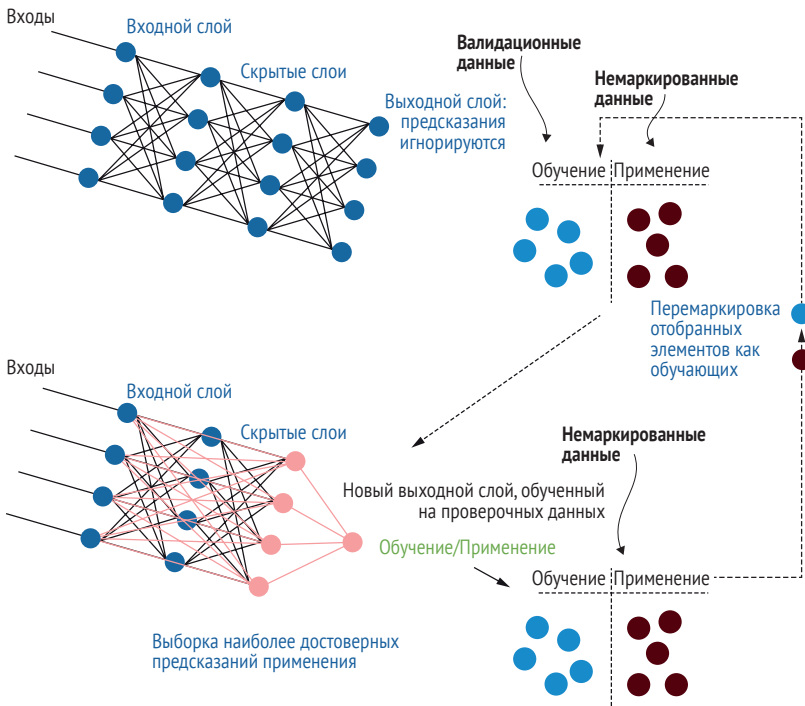 Входы
Входной слой
Скрытые слои
Выходной слой:
предсказания
игнорируются
Валидационные
данные
Немаркированные
данные
Обучение Применение
Перемаркировка
отобранных
элементов как
обучающих
Входы
Входной слой
Скрытые слои
Немаркированные
данные
Новый выходной слой, обученный
на проверочных данных
Обучение/Применение
Обучение Применение
Выборка наиболее достоверных
предсказаний применения